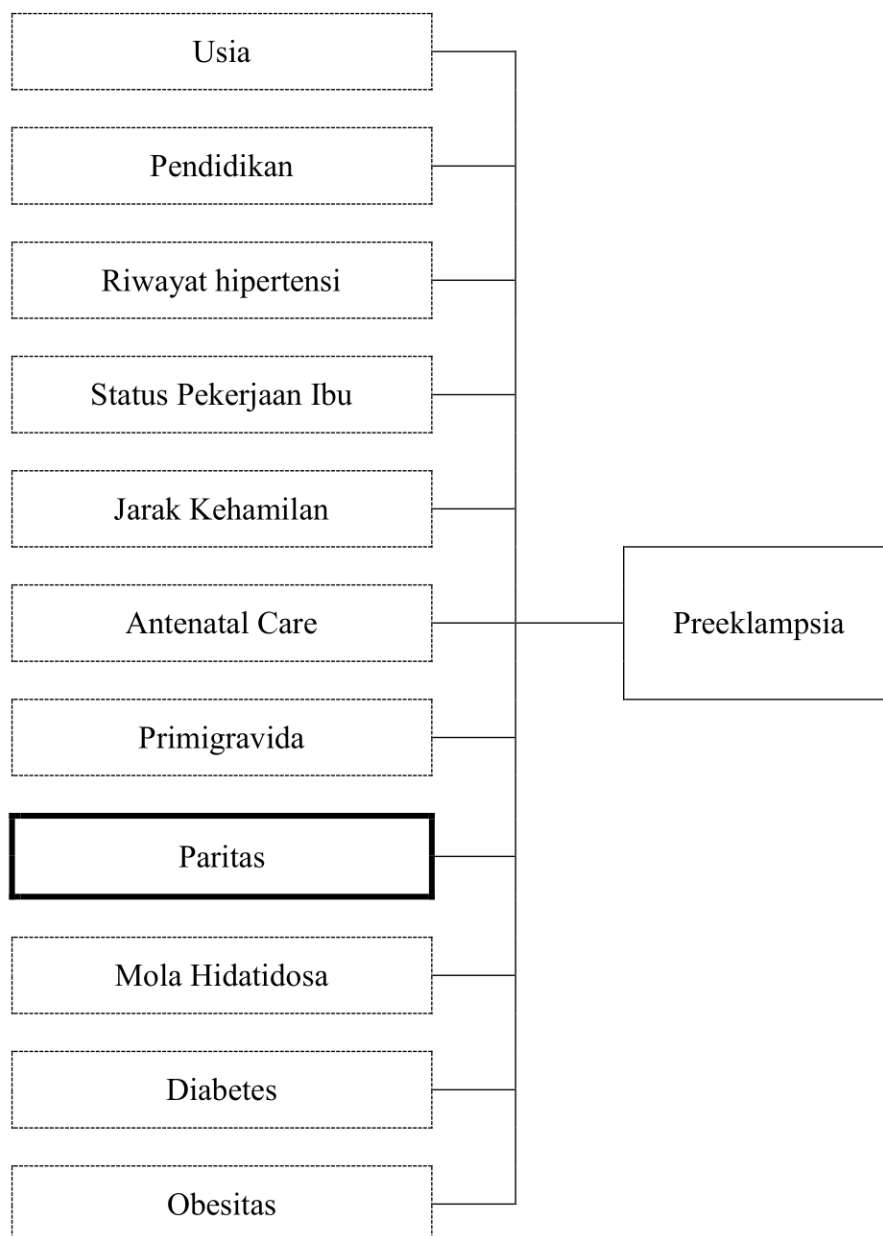 Usia
Pendidikan
Riwayat hipertensi
Status Pekerjaan Ibu
Jarak Kehamilan
Antenatal Care
Preeklampsia
Primigravida
Paritas
Mola Hidatidosa
Diabetes
Obesitas